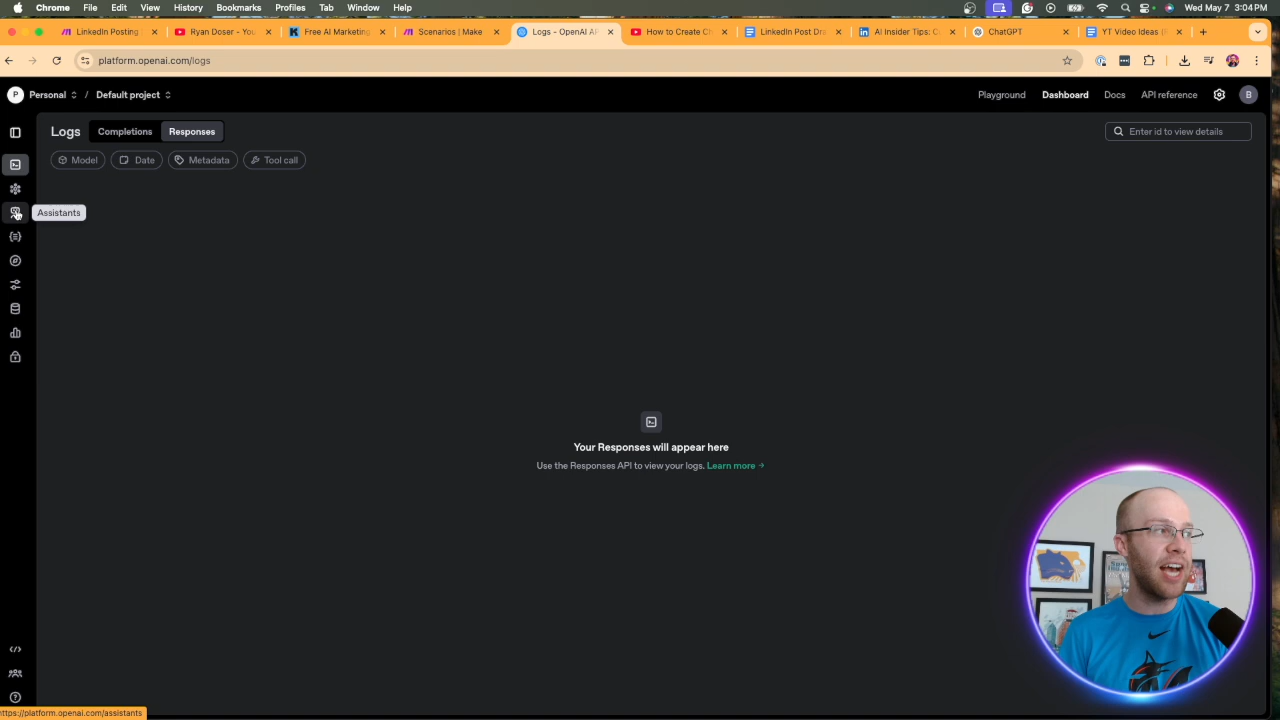 Chrome File Edit View History Bookmarks Profiles Tab Window Help Wed May 7 3:04 PM
LinkedIn Posting Ryan Doser - You Free AI Marketing Scenarios | Make Logs - OpenAI AP How to Create Ch LinkedIn Post Dra AI Insider Tips: C ChatGPT YT Video Ideas
platform.openai.com/logs
P Personal / Default project Playground Dashboard Docs API reference B
Logs Completions Responses Enter id to view details
Model Date Metadata Tool call
Assistants
Your Responses will appear here
Use the Responses API to view your logs. Learn more
https://platform.openai.com/assistants